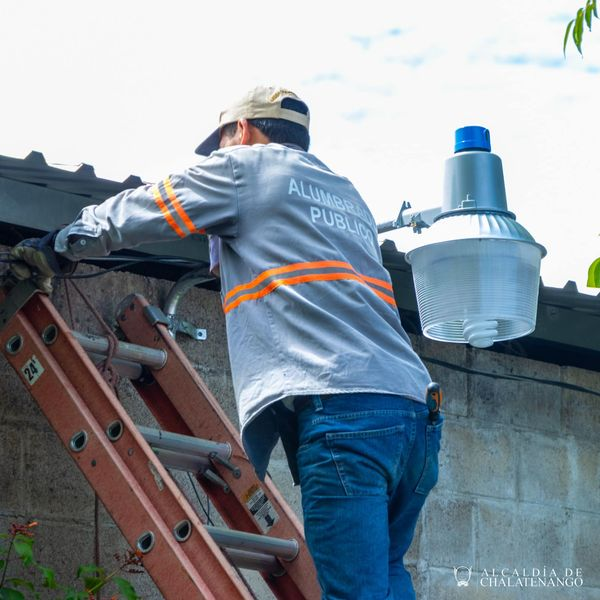 ALUMBRADO
PUBLICO
24'
ALCALDÍA DE
CHALATENANGO